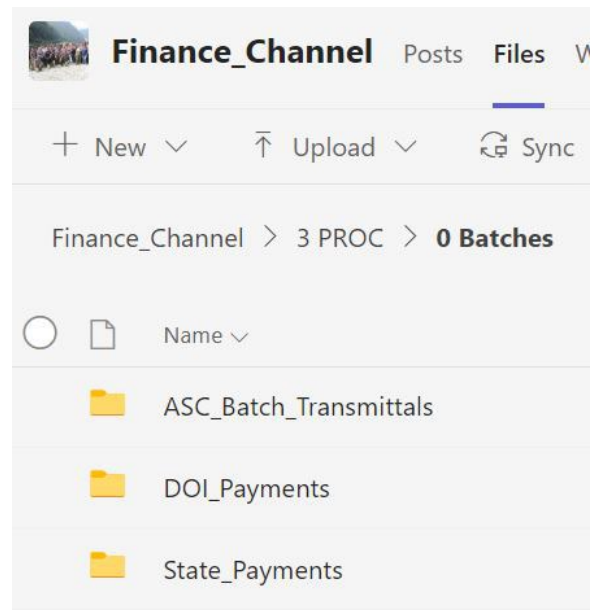 Finance_Channel Posts Files
+ New Upload Sync
Finance_Channel > 3 PROC > 0 Batches
Name
ASC_Batch_Transmittals
DOI_Payments
State_Payments